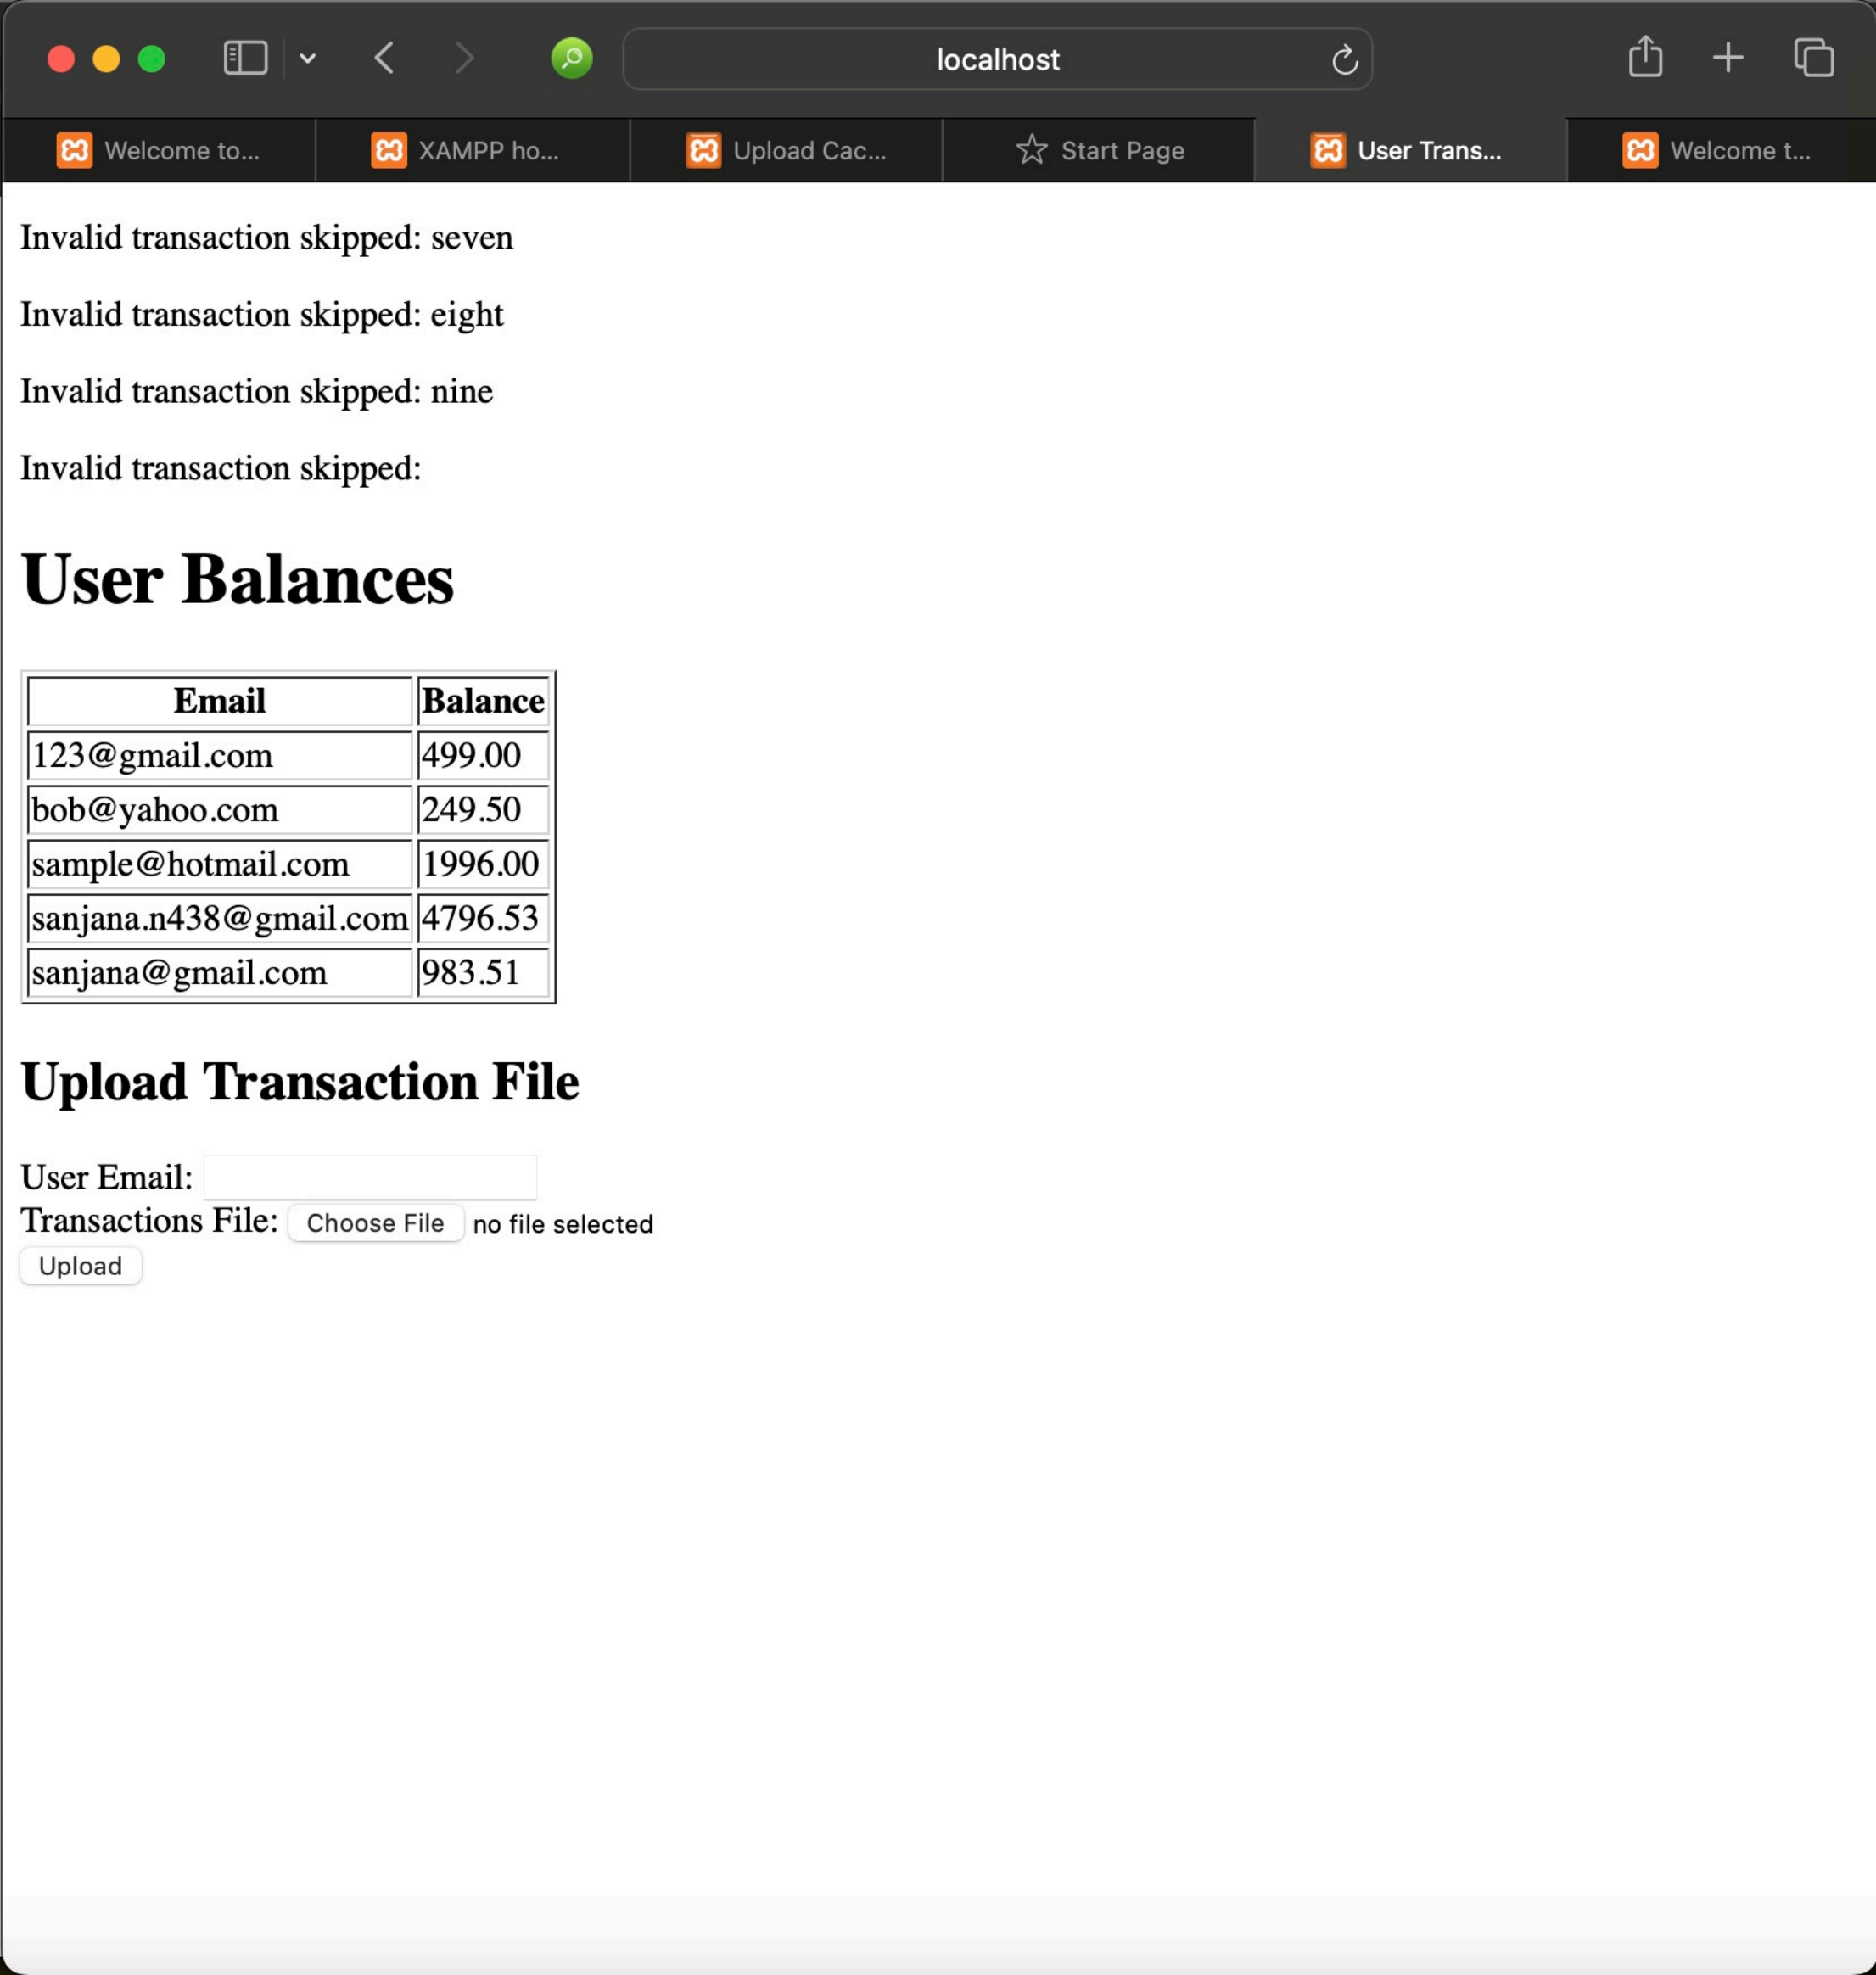 localhost
Welcome to... XAMPP ho... Upload Cac... Start Page User Trans... Welcome t...
Invalid transaction skipped: seven
Invalid transaction skipped: eight
Invalid transaction skipped: nine
Invalid transaction skipped:
User Balances
Email Balance
123@gmail.com 499.00
bob@yahoo.com 249.50
sample@hotmail.com 1996.00
sanjana.n438@gmail.com 4796.53
sanjana@gmail.com 983.51
Upload Transaction File
User Email:
Transactions File: Choose File no file selected
Upload